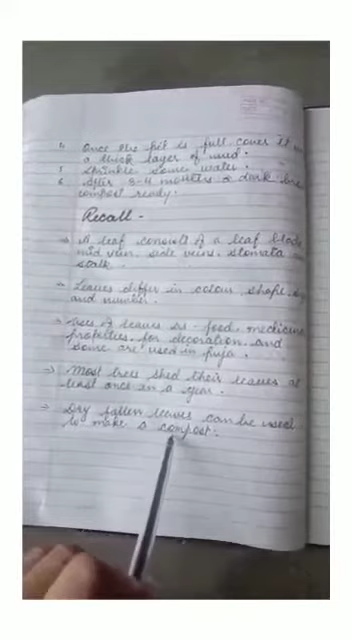 4. Once the pit is full cover it
a thick layer of mud.
5. Sprinkle some water.
6. After 3-4 months a dark
compost ready.
Recall -
→ A leaf consists of a leaf blade
mid vein, side veins, stomata
stalk.
→ Leaves differ in colour shape,
and number.
→ Uses of leaves as - food, medicine
properties, for decoration and
some are used in puja.
→ Most trees shed their leaves at
least once in a year.
→ Dry fallen leaves can be used
to make a compost.